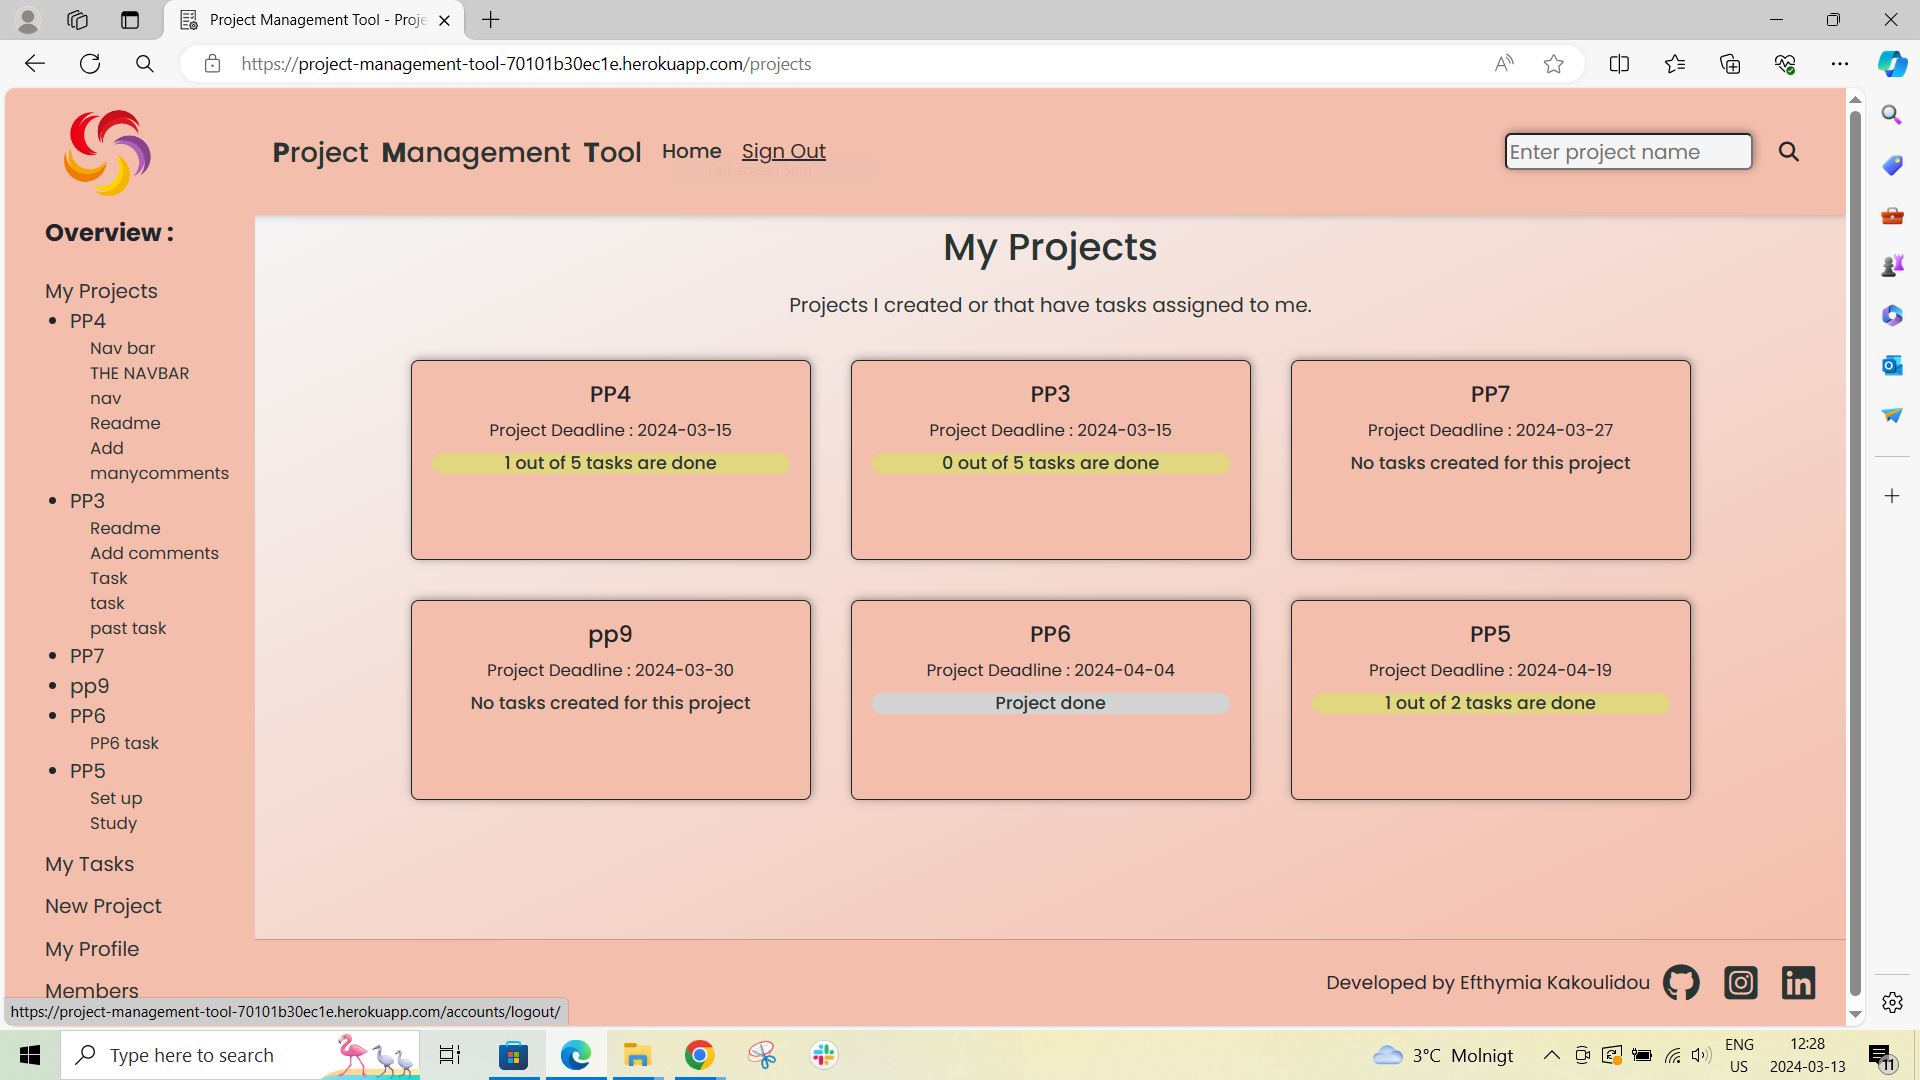 Project Management Tool - Proje
https://project-management-tool-70101b30ec1e.herokuapp.com/projects
Project Management Tool
Home
Sign Out
Enter project name
Overview :
My Projects
PP4
Nav bar
THE NAVBAR
nav
Readme
Add
manycomments
PP3
Readme
Add comments
Task
task
past task
PP7
pp9
PP6
PP6 task
PP5
Set up
Study
My Tasks
New Project
My Profile
Members
My Projects
Projects I created or that have tasks assigned to me.
PP4
Project Deadline : 2024-03-15
1 out of 5 tasks are done
PP3
Project Deadline : 2024-03-15
0 out of 5 tasks are done
PP7
Project Deadline : 2024-03-27
No tasks created for this project
pp9
Project Deadline : 2024-03-30
No tasks created for this project
PP6
Project Deadline : 2024-04-04
Project done
PP5
Project Deadline : 2024-04-19
1 out of 2 tasks are done
Developed by Efthymia Kakoulidou
https://project-management-tool-70101b30ec1e.herokuapp.com/accounts/logout/
Type here to search
3°C Molnigt
ENG
US
12:28
2024-03-13
11